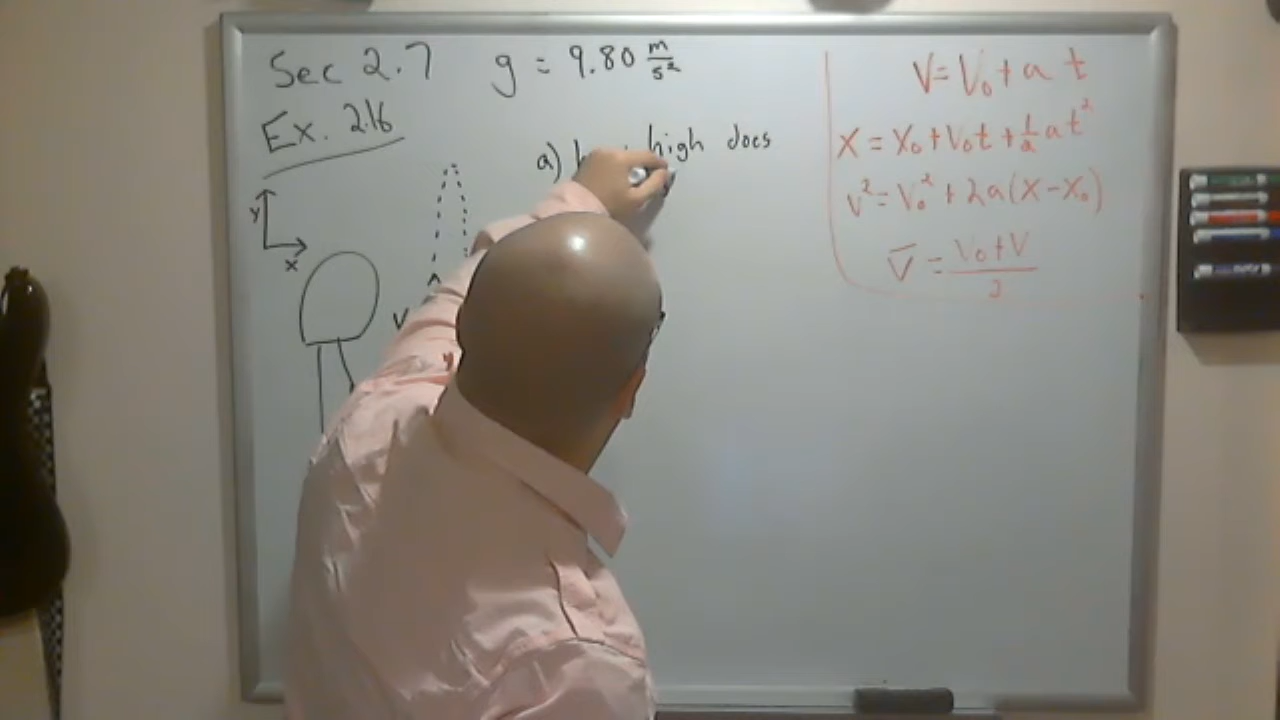 Sec 2.7 g = 9.80 m/s²
Ex. 2.16
a) high does
y
x
V
V = V₀ + a t
X = X₀ + V₀t + ½at²
v² = V₀² + 2a(X - X₀)
V̄ = (V₀ + V)/2